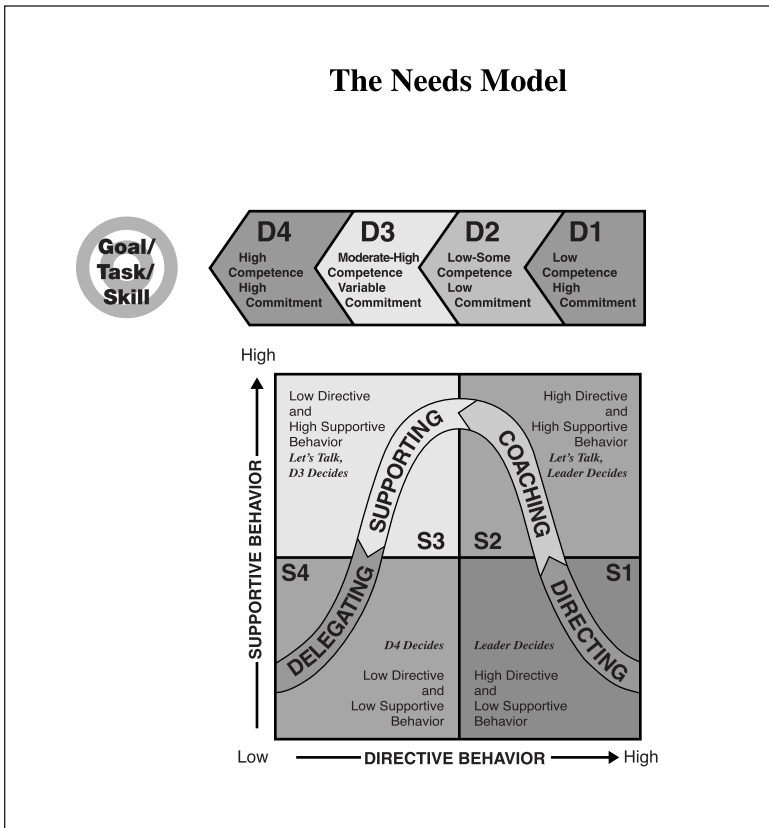 The Needs Model
Goal/
Task/
Skill
D4
High
Competence
High
Commitment
D3
Moderate-High
Competence
Variable
Commitment
D2
Low-Some
Competence
Low
Commitment
D1
Low
Competence
High
Commitment
High
SUPPORTIVE BEHAVIOR
Low Directive
and
High Supportive
Behavior
Let's Talk,
D3 Decides
SUPPORTING
S3
High Directive
and
High Supportive
Behavior
Let's Talk,
Leader Decides
COACHING
S2
S4
DELEGATING
D4 Decides
Low Directive
and
Low Supportive
Behavior
S1
DIRECTING
Leader Decides
High Directive
and
Low Supportive
Behavior
Low
DIRECTIVE BEHAVIOR
High